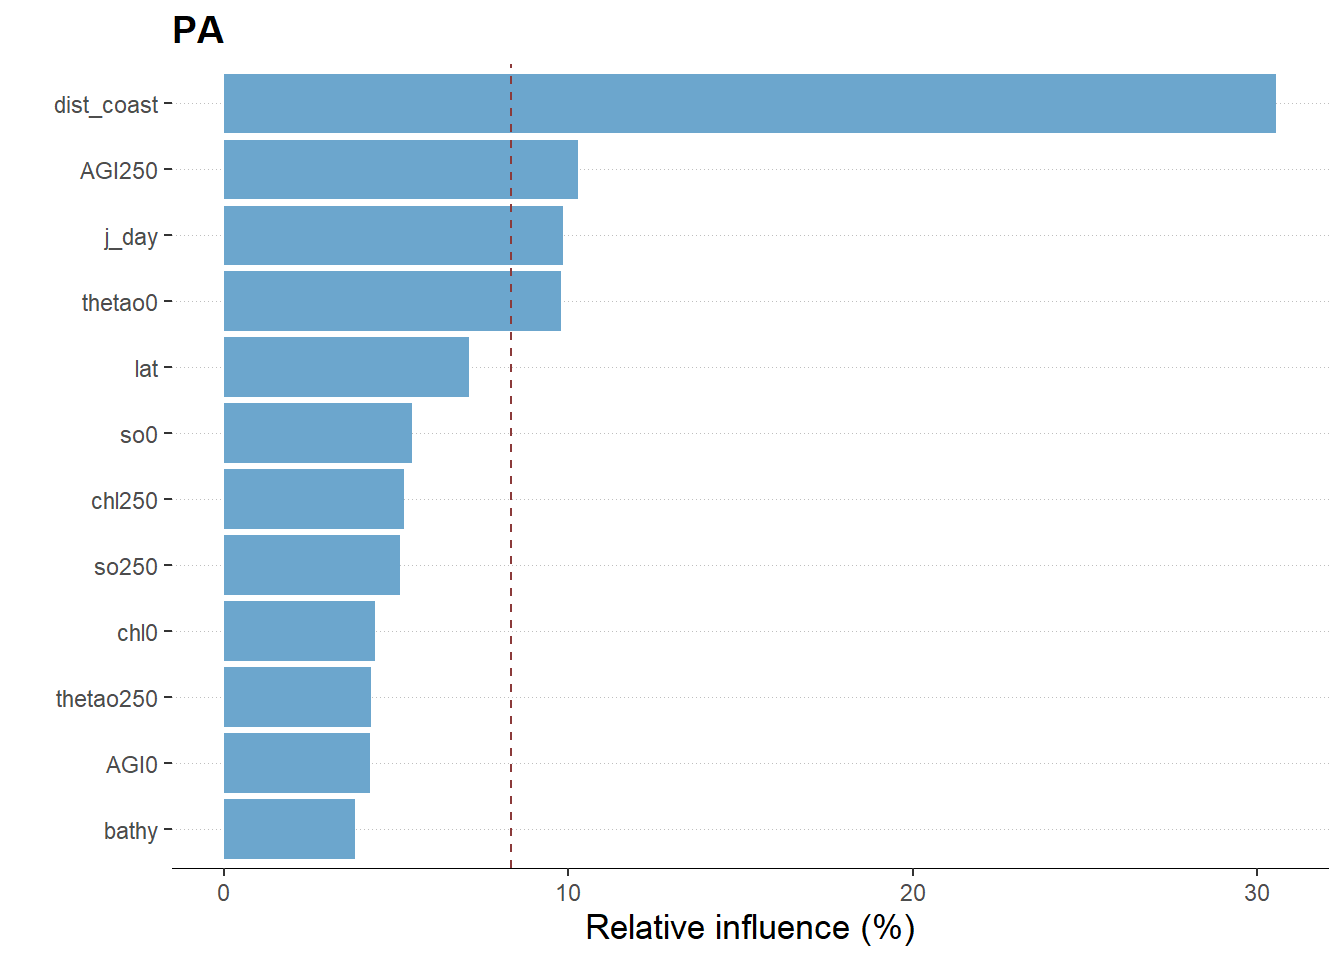 PA
dist_coast
AGI250
j_day
thetao0
lat
so0
chl250
so250
chl0
thetao250
AGI0
bathy
0 10 20 30
Relative influence (%)